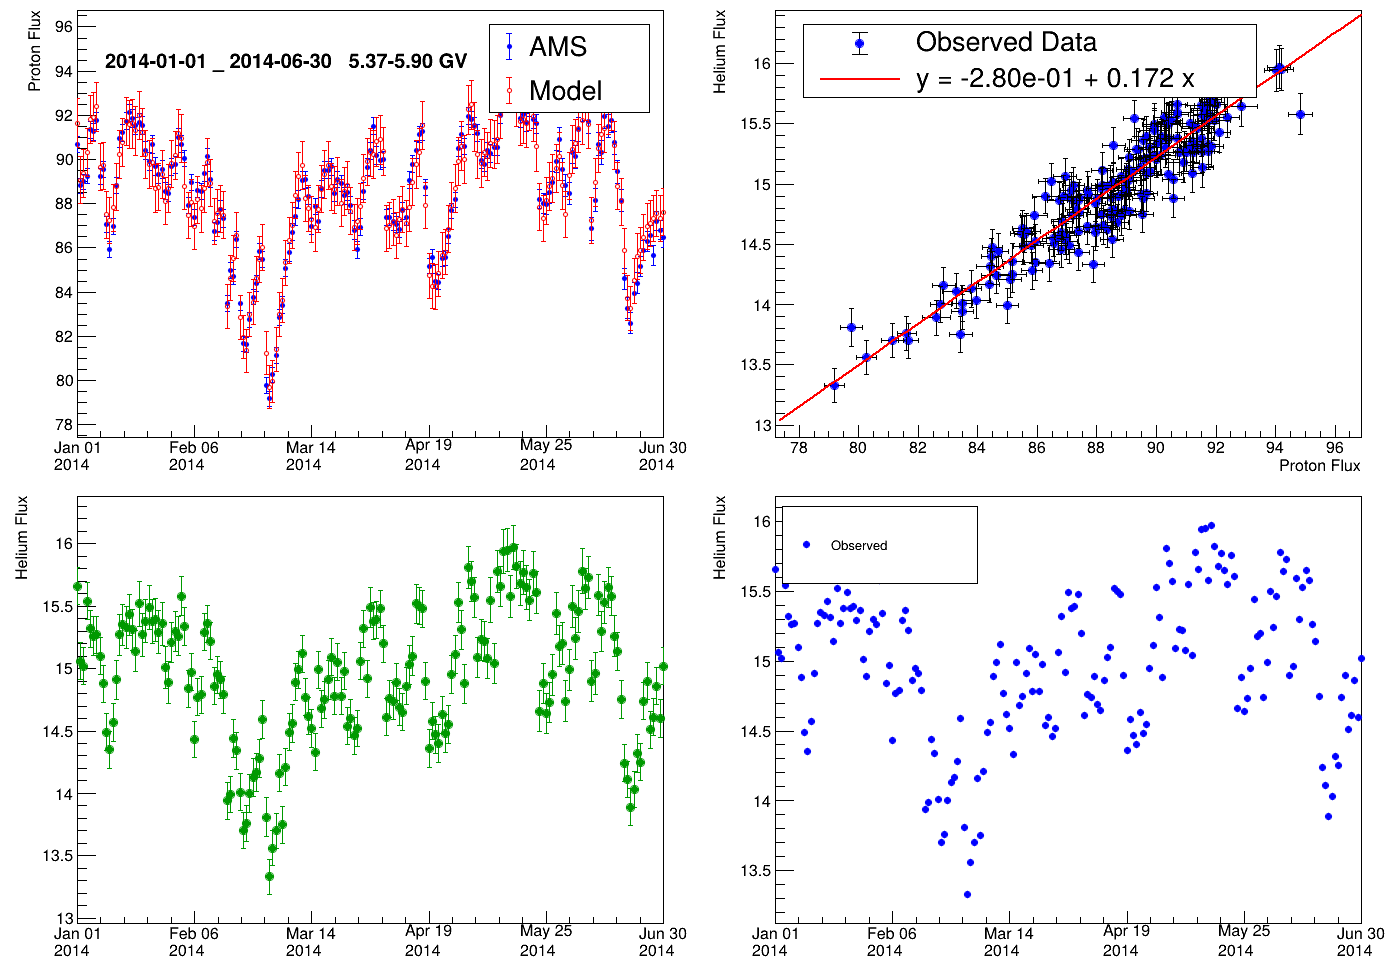 Proton Flux
96
94
92
90
88
86
84
82
80
78
2014-01-01 _ 2014-06-30 5.37-5.90 GV
AMS
Model
Jan 01
2014
Feb 06
2014
Mar 14
2014
Apr 19
2014
May 25
2014
Jun 30
2014
Helium Flux
16
15.5
15
14.5
14
13.5
13
Observed Data
y = -2.80e-01 + 0.172 x
78
80
82
84
86
88
90
92
94
96
Proton Flux
Helium Flux
16
15.5
15
14.5
14
13.5
13
Jan 01
2014
Feb 06
2014
Mar 14
2014
Apr 19
2014
May 25
2014
Jun 30
2014
Helium Flux
16
15.5
15
14.5
14
13.5
Observed
Jan 01
2014
Feb 06
2014
Mar 14
2014
Apr 19
2014
May 25
2014
Jun 30
2014